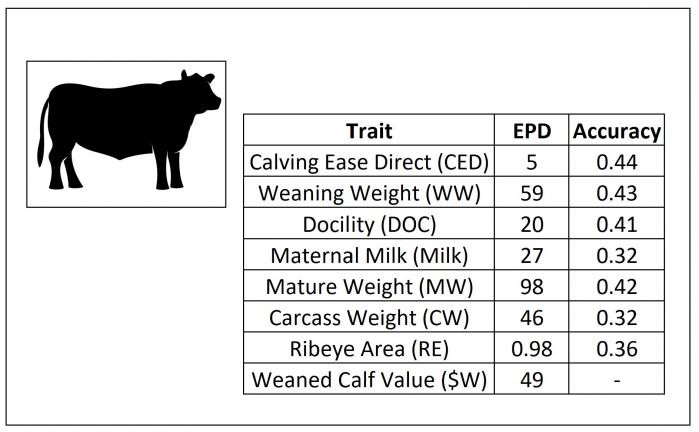 Trait EPD Accuracy
Calving Ease Direct (CED) 5 0.44
Weaning Weight (WW) 59 0.43
Docility (DOC) 20 0.41
Maternal Milk (Milk) 27 0.32
Mature Weight (MW) 98 0.42
Carcass Weight (CW) 46 0.32
Ribeye Area (RE) 0.98 0.36
Weaned Calf Value ($W) 49 -